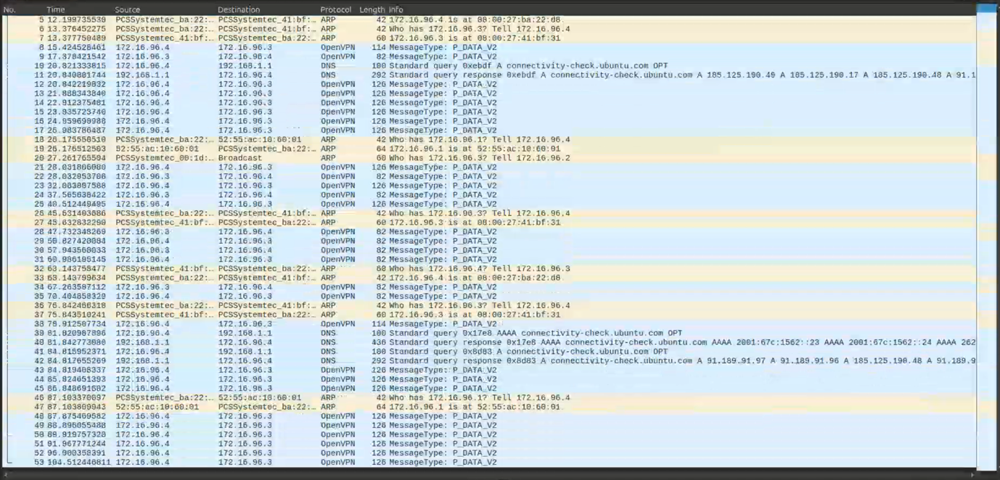 No. Time Source Destination Protocol Length Info
5 12.199735530 PCSSystemtec_ba:22:… PCSSystemtec_41:bf:… ARP 42 172.16.96.4 is at 08:00:27:ba:22:d8
6 13.376452275 PCSSystemtec_ba:22:… PCSSystemtec_41:bf:… ARP 42 Who has 172.16.96.3? Tell 172.16.96.4
7 13.377750489 PCSSystemtec_41:bf:… PCSSystemtec_ba:22:… ARP 60 172.16.96.3 is at 08:00:27:41:bf:31
8 15.424528461 172.16.96.4 172.16.96.3 OpenVPN 114 MessageType: P_DATA_V2
9 17.378421542 172.16.96.3 172.16.96.4 OpenVPN 82 MessageType: P_DATA_V2
10 20.821333815 172.16.96.4 192.168.1.1 DNS 100 Standard query 0xebdf A connectivity-check.ubuntu.com OPT
11 20.840801744 192.168.1.1 172.16.96.4 DNS 292 Standard query response 0xebdf A connectivity-check.ubuntu.com A 185.125.190.49 A 185.125.190.17 A 185.125.190.48 A 91.1
12 20.842219832 172.16.96.4 172.16.96.3 OpenVPN 126 MessageType: P_DATA_V2
13 21.888343840 172.16.96.4 172.16.96.3 OpenVPN 126 MessageType: P_DATA_V2
14 22.912375481 172.16.96.4 172.16.96.3 OpenVPN 126 MessageType: P_DATA_V2
15 23.935723740 172.16.96.4 172.16.96.3 OpenVPN 126 MessageType: P_DATA_V2
16 24.959690988 172.16.96.4 172.16.96.3 OpenVPN 126 MessageType: P_DATA_V2
17 25.983786487 172.16.96.4 172.16.96.3 OpenVPN 126 MessageType: P_DATA_V2
18 26.175550510 PCSSystemtec_ba:22:… 52:55:ac:10:60:01 ARP 42 Who has 172.16.96.1? Tell 172.16.96.4
19 26.176512503 52:55:ac:10:60:01 PCSSystemtec_ba:22:… ARP 64 172.16.96.1 is at 52:55:ac:10:60:01
20 27.261765504 PCSSystemtec_00:1d:… Broadcast ARP 60 Who has 172.16.96.3? Tell 172.16.96.2
21 28.031806080 172.16.96.4 172.16.96.3 OpenVPN 126 MessageType: P_DATA_V2
22 28.032053706 172.16.96.3 172.16.96.4 OpenVPN 82 MessageType: P_DATA_V2
23 32.063897588 172.16.96.4 172.16.96.3 OpenVPN 126 MessageType: P_DATA_V2
24 37.565638422 172.16.96.3 172.16.96.4 OpenVPN 82 MessageType: P_DATA_V2
25 40.512449495 172.16.96.4 172.16.96.3 OpenVPN 126 MessageType: P_DATA_V2
26 45.631403686 PCSSystemtec_ba:22:… PCSSystemtec_41:bf:… ARP 42 Who has 172.16.96.3? Tell 172.16.96.4
27 45.632832290 PCSSystemtec_41:bf:… PCSSystemtec_ba:22:… ARP 60 172.16.96.3 is at 08:00:27:41:bf:31
28 47.732348269 172.16.96.3 172.16.96.4 OpenVPN 82 MessageType: P_DATA_V2
29 50.827420084 172.16.96.4 172.16.96.3 OpenVPN 82 MessageType: P_DATA_V2
30 57.943560033 172.16.96.3 172.16.96.4 OpenVPN 82 MessageType: P_DATA_V2
31 60.986105145 172.16.96.4 172.16.96.3 OpenVPN 82 MessageType: P_DATA_V2
32 63.143758477 PCSSystemtec_41:bf:… PCSSystemtec_ba:22:… ARP 60 Who has 172.16.96.4? Tell 172.16.96.3
33 63.143799634 PCSSystemtec_ba:22:… PCSSystemtec_41:bf:… ARP 42 172.16.96.4 is at 08:00:27:ba:22:d8
34 67.263507112 172.16.96.3 172.16.96.4 OpenVPN 82 MessageType: P_DATA_V2
35 70.404858329 172.16.96.4 172.16.96.3 OpenVPN 82 MessageType: P_DATA_V2
36 75.842466318 PCSSystemtec_ba:22:… PCSSystemtec_41:bf:… ARP 42 Who has 172.16.96.3? Tell 172.16.96.4
37 75.843510241 PCSSystemtec_41:bf:… PCSSystemtec_ba:22:… ARP 60 172.16.96.3 is at 08:00:27:41:bf:31
38 76.912507734 172.16.96.4 172.16.96.3 OpenVPN 114 MessageType: P_DATA_V2
39 81.820987896 172.16.96.4 192.168.1.1 DNS 100 Standard query 0x17e8 AAAA connectivity-check.ubuntu.com OPT
40 81.842773080 192.168.1.1 172.16.96.4 DNS 436 Standard query response 0x17e8 AAAA connectivity-check.ubuntu.com AAAA 2001:67c:1562::23 AAAA 2001:67c:1562::24 AAAA 262
41 84.815952371 172.16.96.4 192.168.1.1 DNS 100 Standard query 0x8d83 A connectivity-check.ubuntu.com OPT
42 84.817655269 192.168.1.1 172.16.96.4 DNS 292 Standard query response 0x8d83 A connectivity-check.ubuntu.com A 91.189.91.97 A 91.189.91.96 A 185.125.190.48 A 91.189.9
43 84.819408337 172.16.96.4 172.16.96.3 OpenVPN 126 MessageType: P_DATA_V2
44 85.824651393 172.16.96.4 172.16.96.3 OpenVPN 126 MessageType: P_DATA_V2
45 86.848691602 172.16.96.4 172.16.96.3 OpenVPN 126 MessageType: P_DATA_V2
46 87.103370097 PCSSystemtec_ba:22:… 52:55:ac:10:60:01 ARP 42 Who has 172.16.96.1? Tell 172.16.96.4
47 87.103809943 52:55:ac:10:60:01 PCSSystemtec_ba:22:… ARP 64 172.16.96.1 is at 52:55:ac:10:60:01
48 87.875460582 172.16.96.4 172.16.96.3 OpenVPN 126 MessageType: P_DATA_V2
49 88.896055488 172.16.96.4 172.16.96.3 OpenVPN 126 MessageType: P_DATA_V2
50 89.919757320 172.16.96.4 172.16.96.3 OpenVPN 126 MessageType: P_DATA_V2
51 91.967771244 172.16.96.4 172.16.96.3 OpenVPN 126 MessageType: P_DATA_V2
52 96.000350391 172.16.96.4 172.16.96.3 OpenVPN 126 MessageType: P_DATA_V2
53 104.512446811 172.16.96.4 172.16.96.3 OpenVPN 126 MessageType: P_DATA_V2